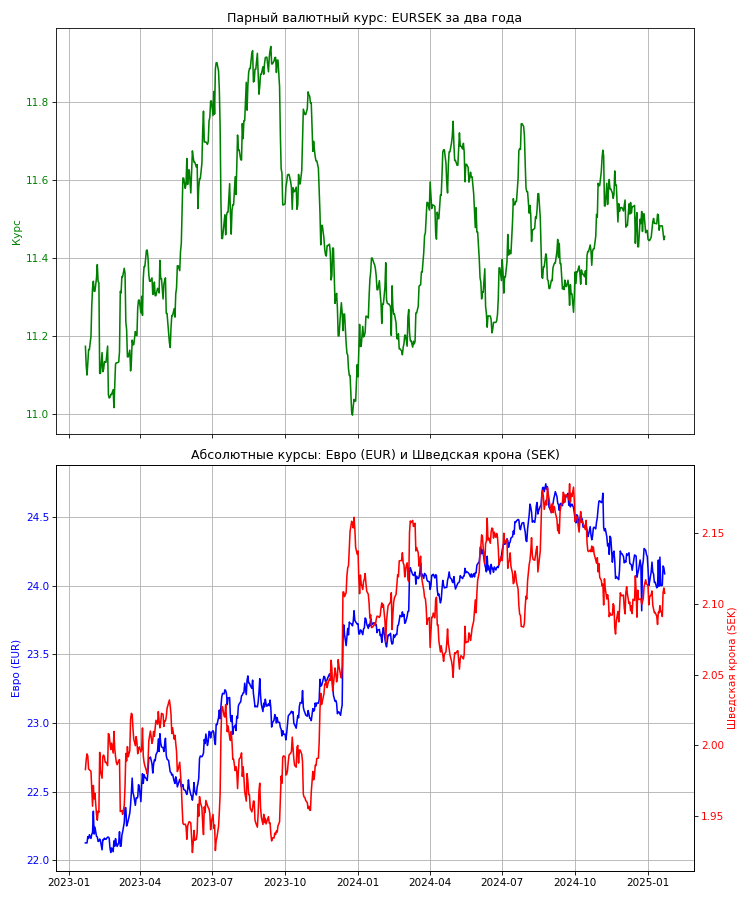 Парный валютный курс: EURSEK за два года
Курс
11.8
11.6
11.4
11.2
11.0
Абсолютные курсы: Евро (EUR) и Шведская крона (SEK)
Евро (EUR)
24.5
24.0
23.5
23.0
22.5
22.0
2.15
2.10
2.05
2.00
1.95
Шведская крона (SEK)
2023-01 2023-04 2023-07 2023-10 2024-01 2024-04 2024-07 2024-10 2025-01